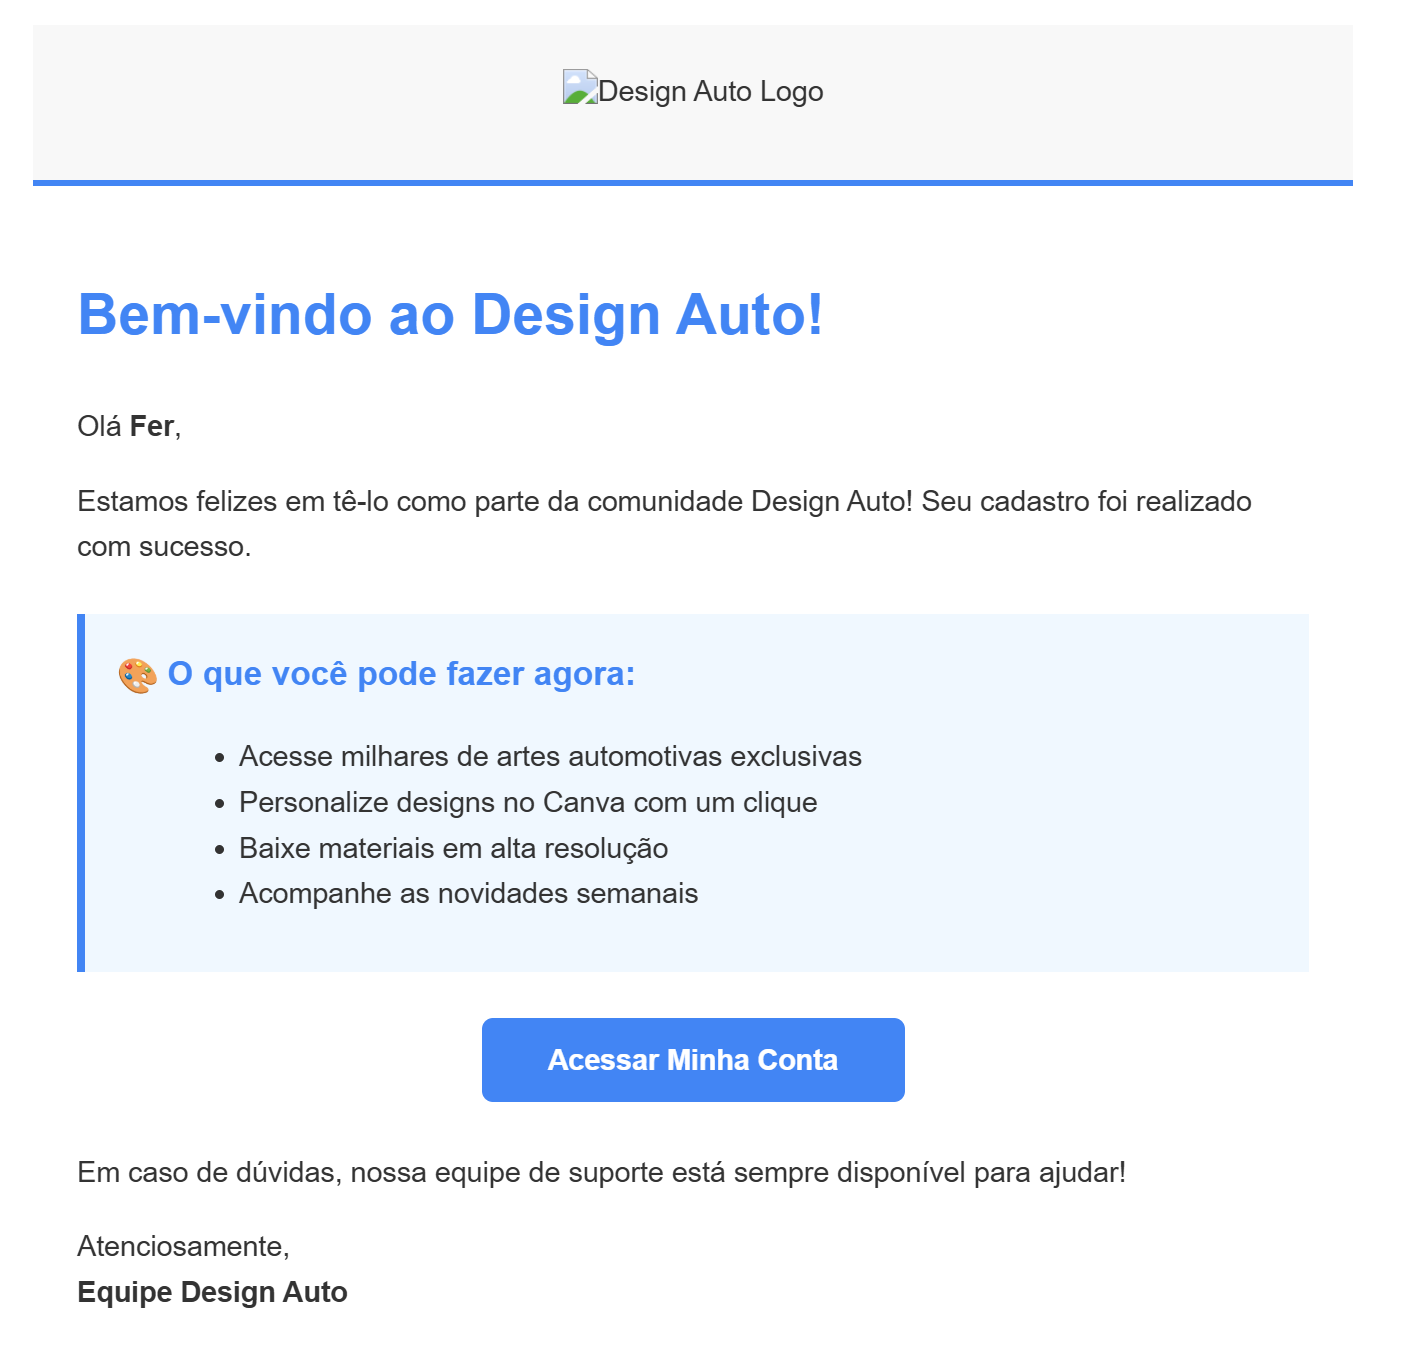 Design Auto Logo
Bem-vindo ao Design Auto!
Olá Fer,
Estamos felizes em tê-lo como parte da comunidade Design Auto! Seu cadastro foi realizado
com sucesso.
🎨 O que você pode fazer agora:
• Acesse milhares de artes automotivas exclusivas
• Personalize designs no Canva com um clique
• Baixe materiais em alta resolução
• Acompanhe as novidades semanais
Acessar Minha Conta
Em caso de dúvidas, nossa equipe de suporte está sempre disponível para ajudar!
Atenciosamente,
Equipe Design Auto